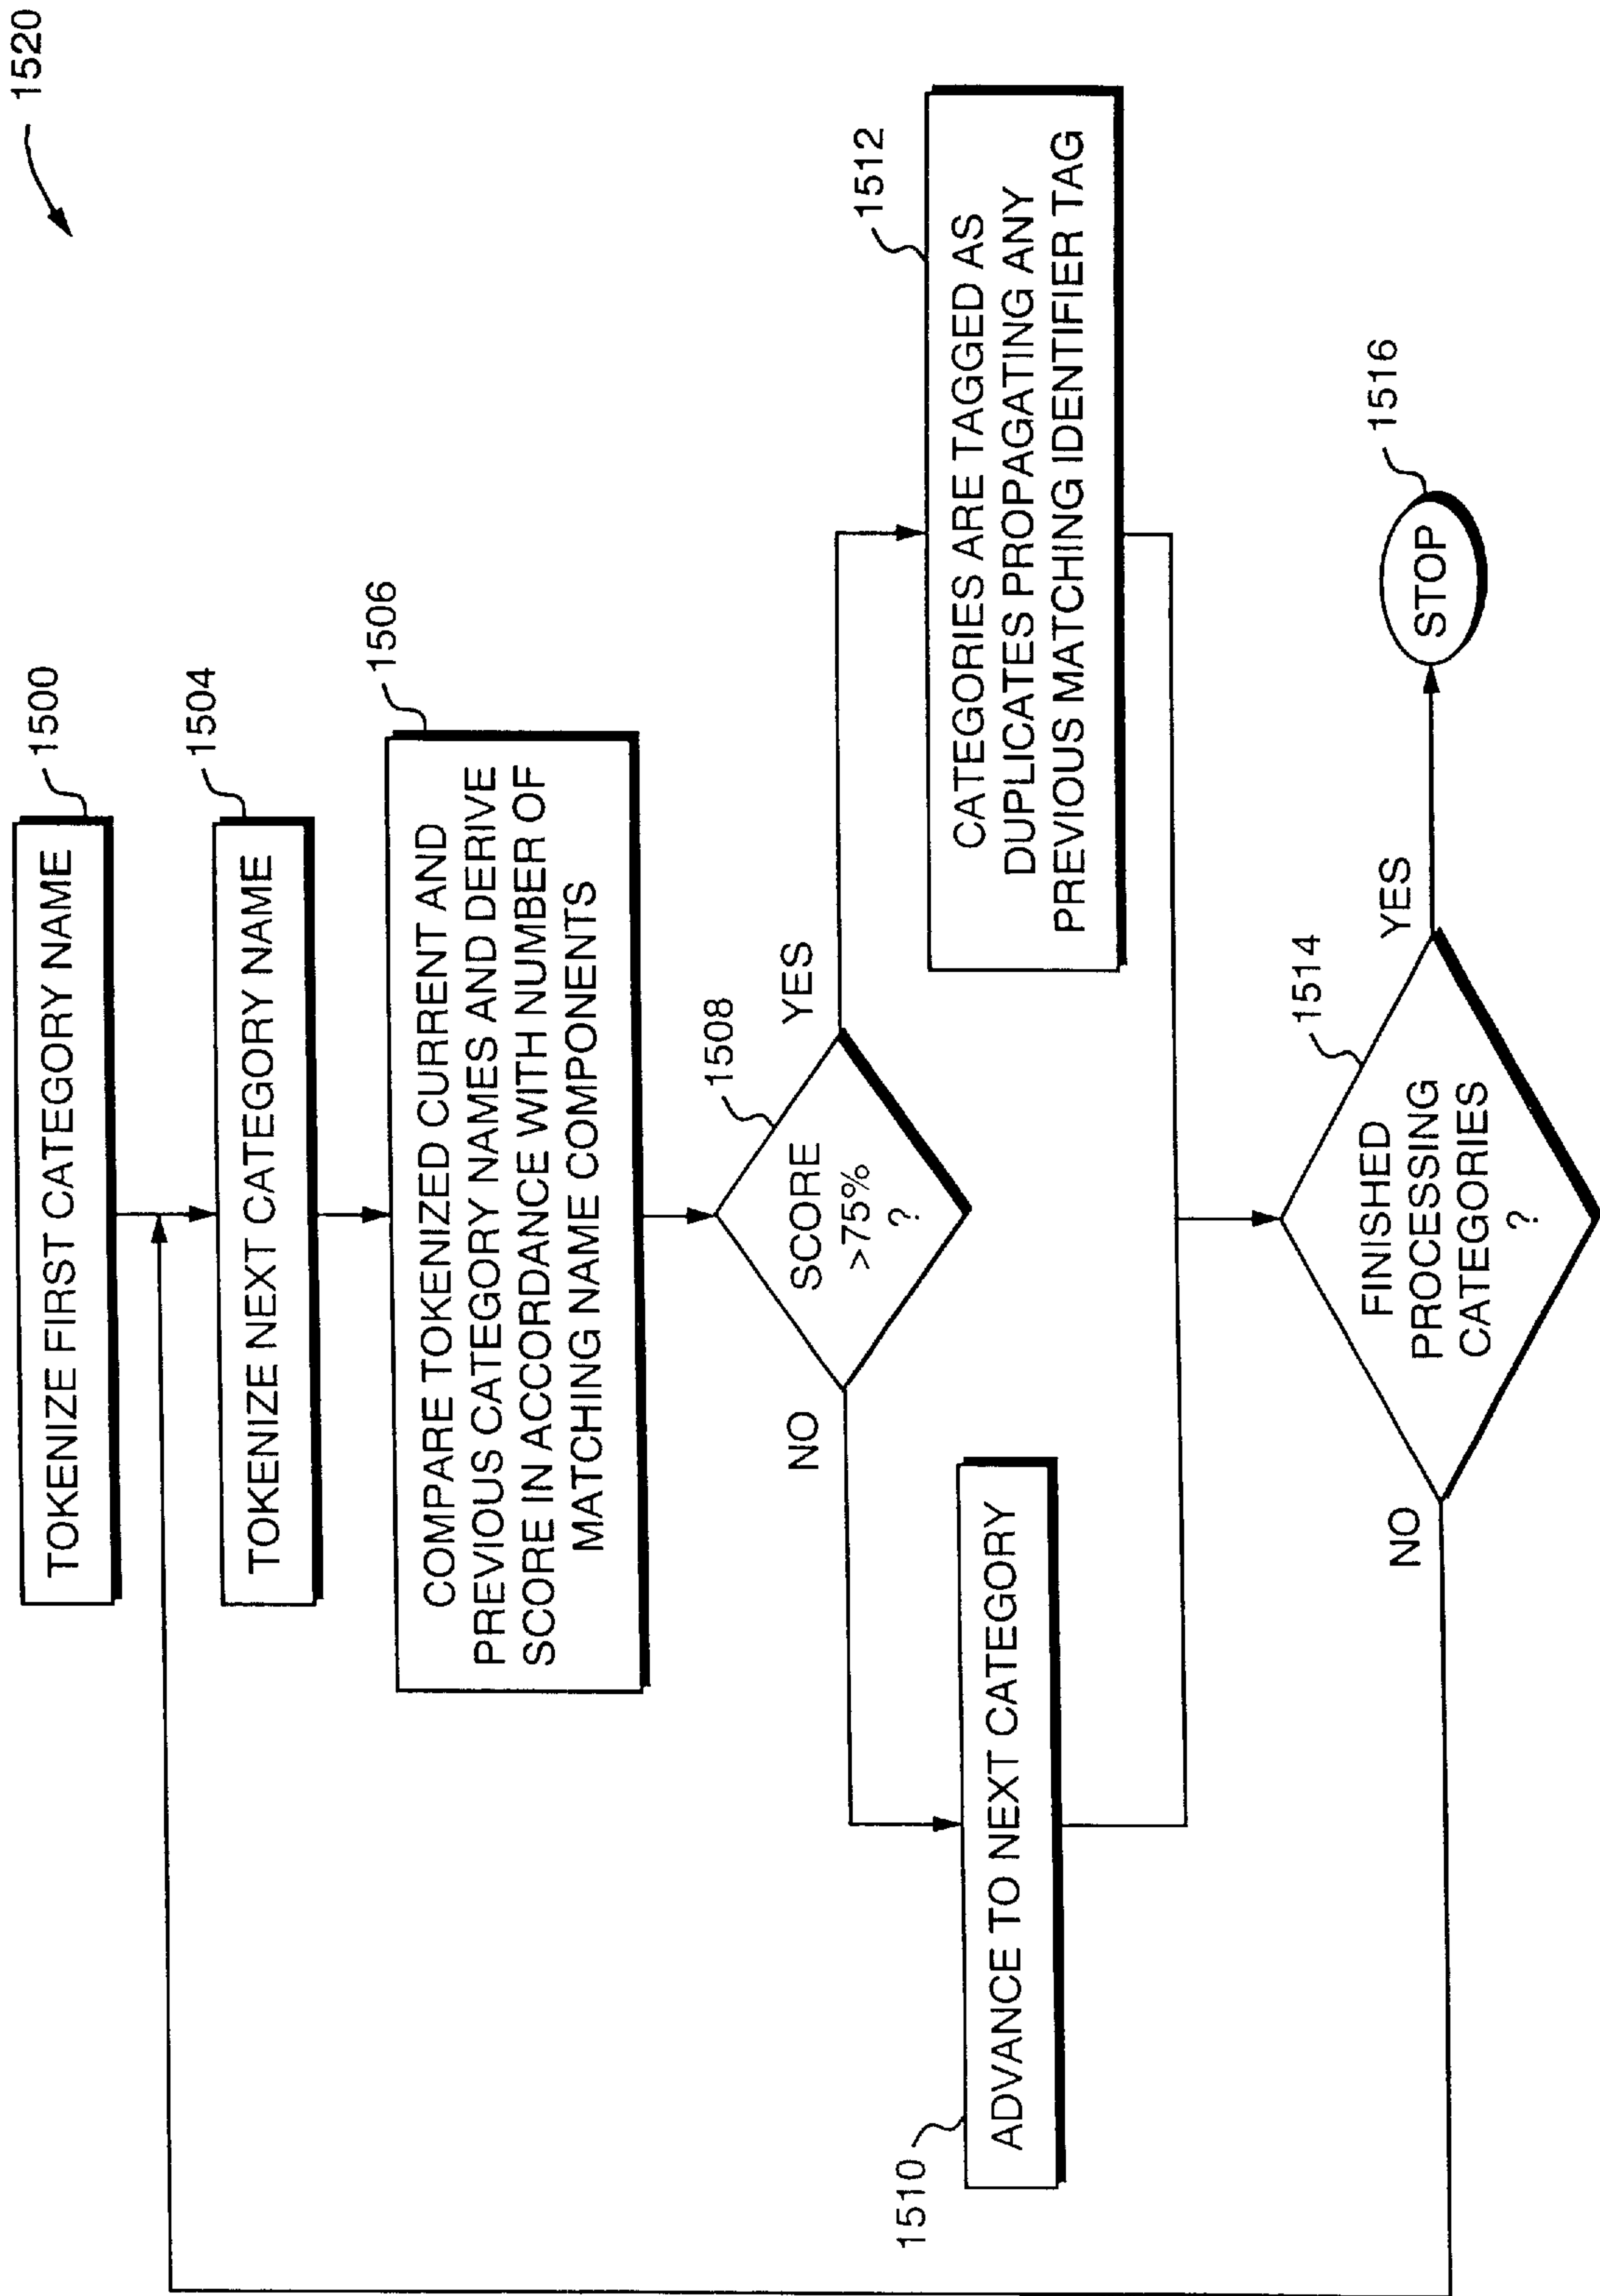 1520
TOKENIZE FIRST CATEGORY NAME
1500
TOKENIZE NEXT CATEGORY NAME
1504
COMPARE TOKENIZED CURRENT AND
PREVIOUS CATEGORY NAMES AND DERIVE
SCORE IN ACCORDANCE WITH NUMBER OF
MATCHING NAME COMPONENTS
1506
SCORE
>75%
?
1508
NO
YES
1510
ADVANCE TO NEXT CATEGORY
1512
CATEGORIES ARE TAGGED AS
DUPLICATES PROPAGATING ANY
PREVIOUS MATCHING IDENTIFIER TAG
FINISHED
PROCESSING
CATEGORIES
?
1514
NO
YES
STOP
1516